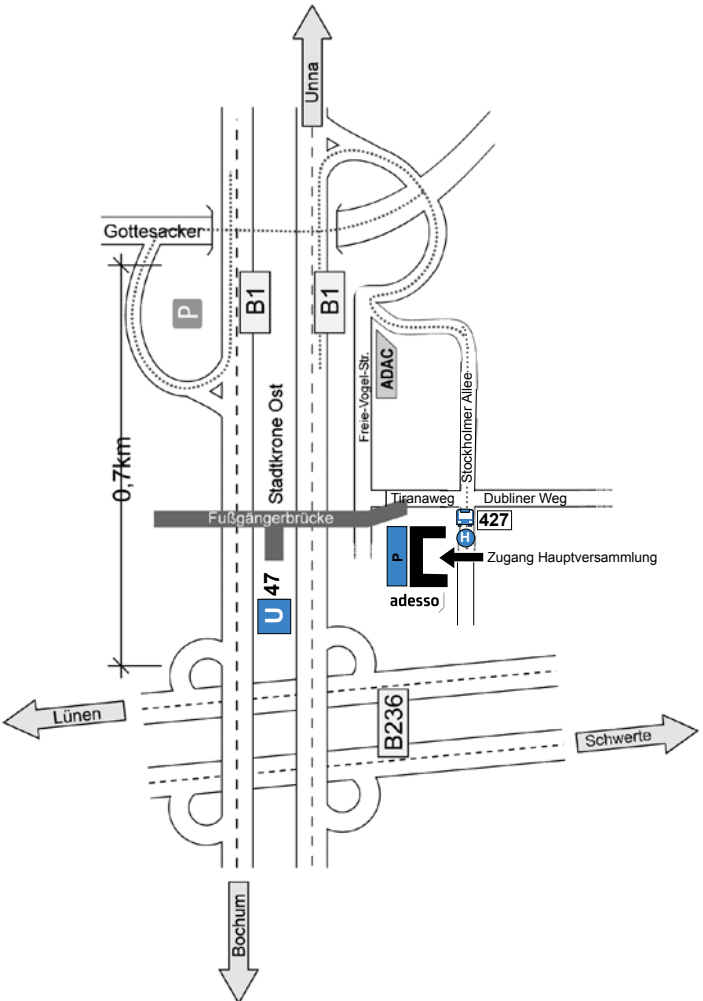 Unna
Gottesacker
P
B1
B1
ADAC
Freie-Vogel-Str.
Stockholmer Allee
Stadtkrone Ost
0,7km
Tiranaweg
Dubliner Weg
Fußgängerbrücke
427
H
P
Zugang Hauptversammlung
adesso
U 47
B236
Lünen
Schwerte
Bochum